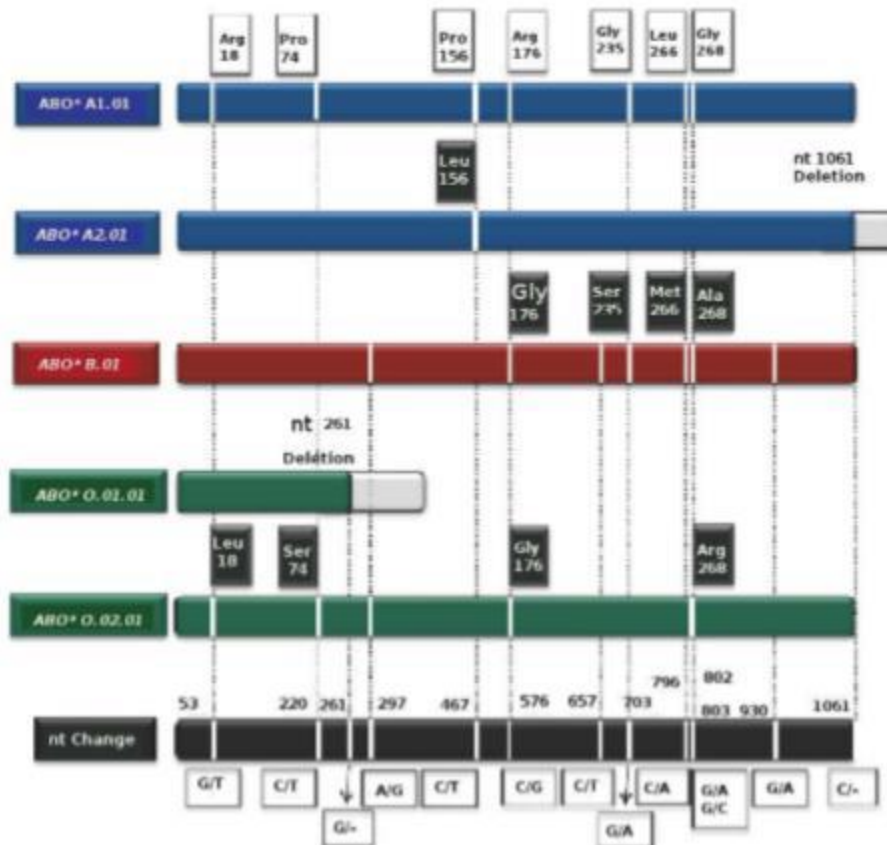 Arg Pro Pro Arg Gly Leu Gly
18 74 156 176 235 266 268
ABO* A1.01
Leu
156
nt 1061
Deletion
ABO* A2.01
Gly Ser Met Ala
176 235 266 268
ABO* B.01
nt 261
Deletion
ABO* O.01.01
Leu Ser Gly Arg
18 74 176 268
ABO* O.02.01
796 802
53 220 261 297 467 576 657 703 803 930 1061
nt Change
G/T C/T A/G C/T C/G C/T C/A G/A G/A C/-
G/C
G/- G/A